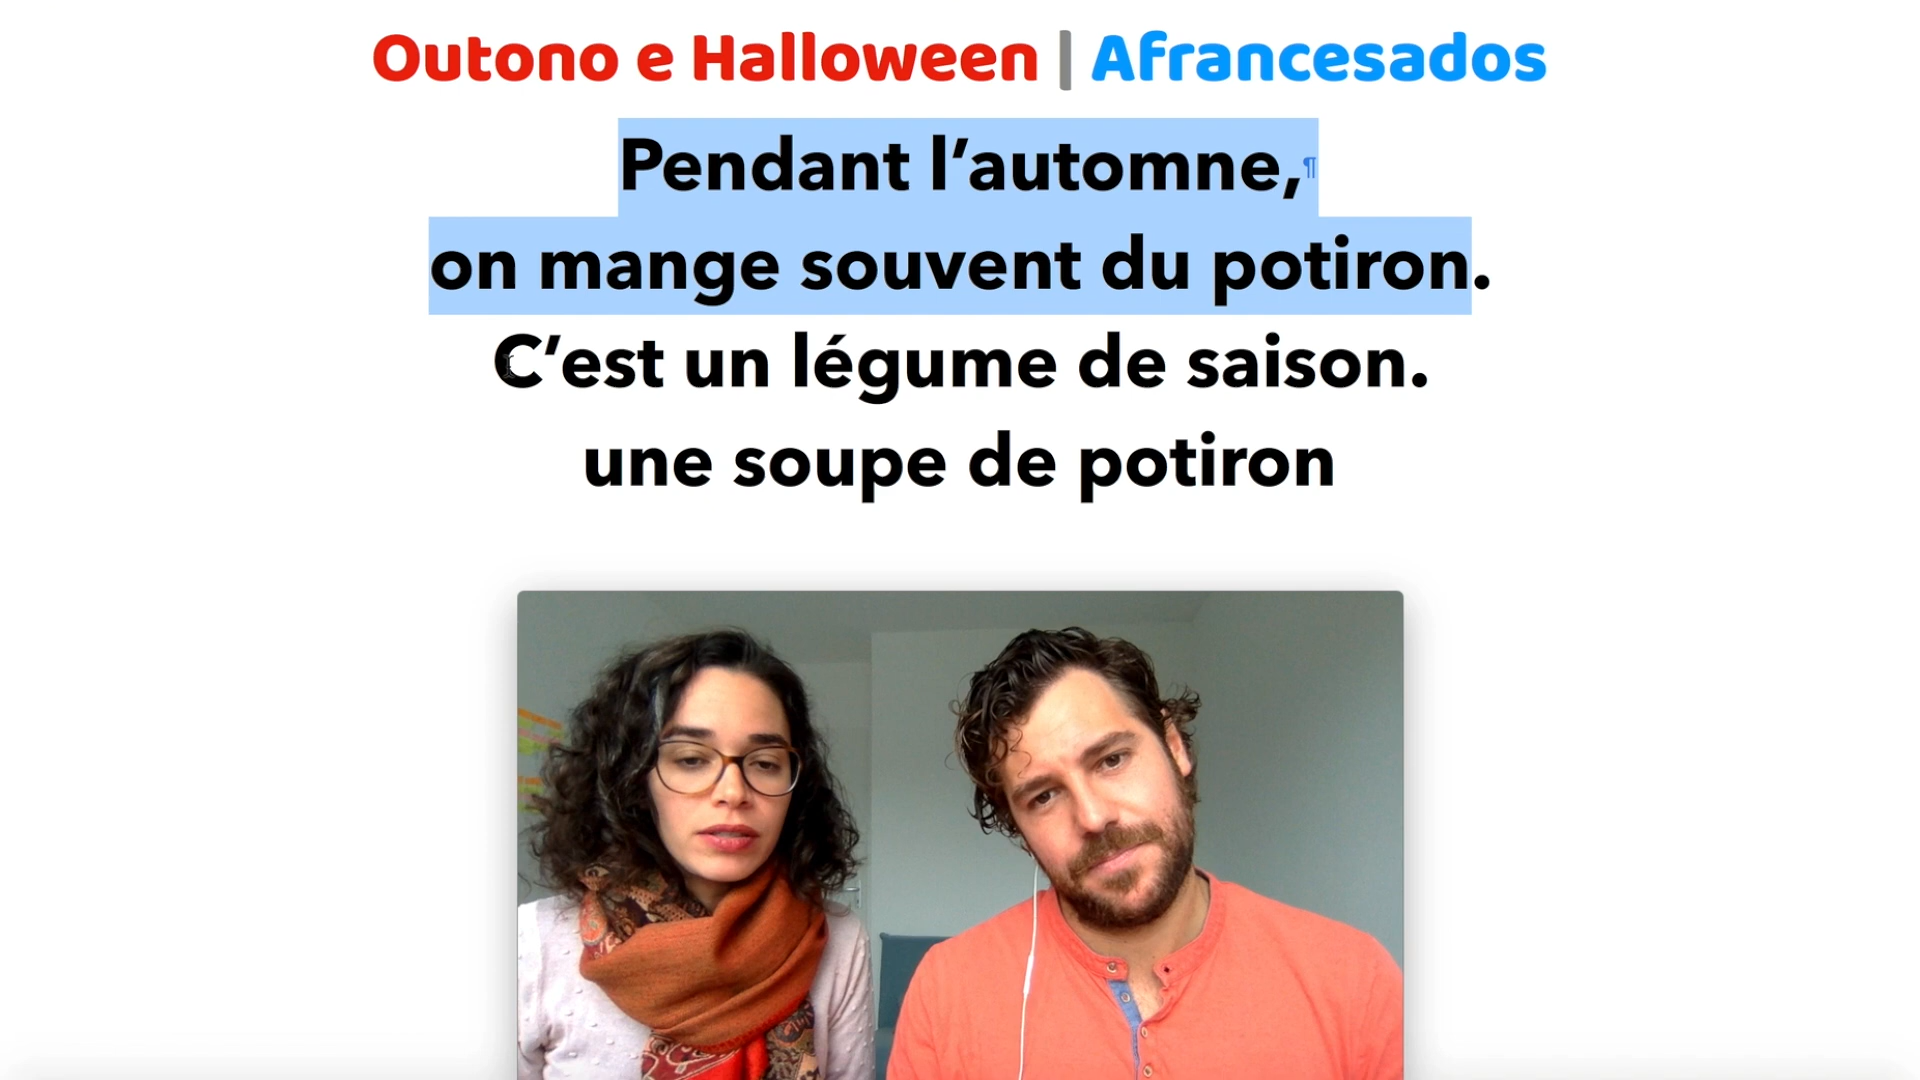 Outono e Halloween | Afrancesados
Pendant l’automne,¶
on mange souvent du potiron.
C’est un légume de saison.
une soupe de potiron